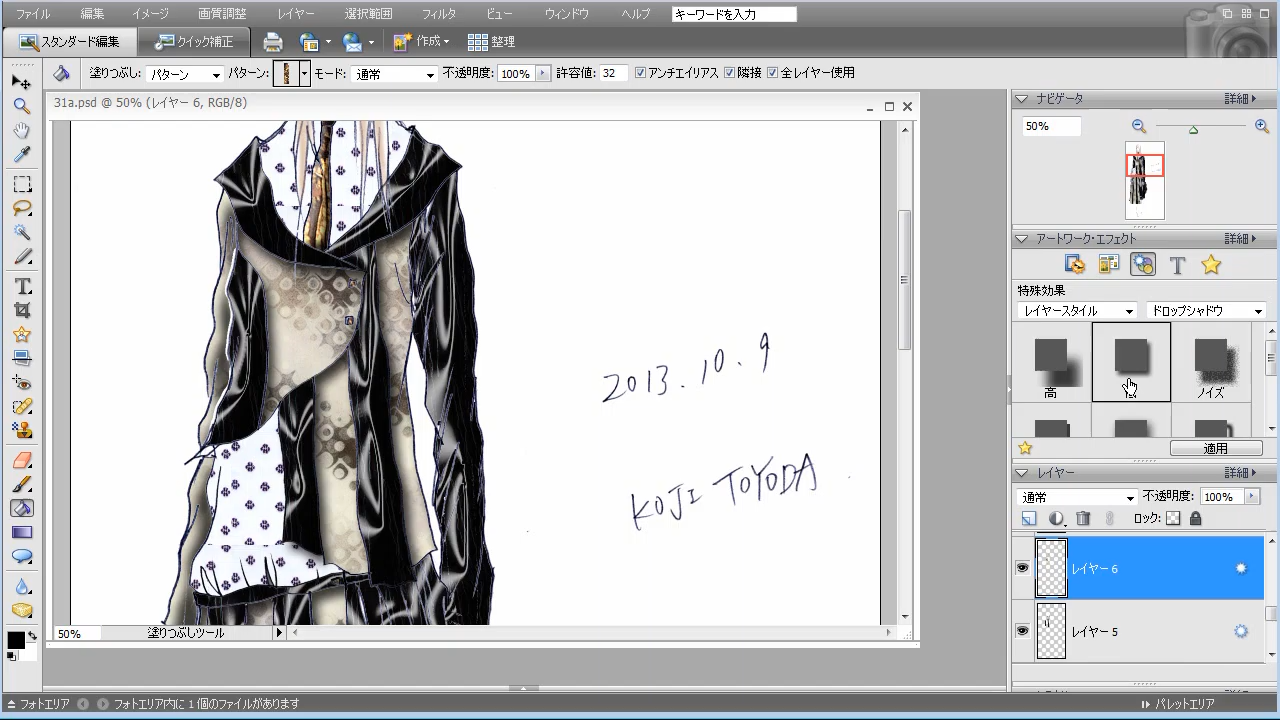 ファイル 編集 イメージ 画質調整 レイヤー 選択範囲 フィルタ ビュー ウィンドウ ヘルプ キーワードを入力
スタンダード編集 クイック補正 作成 整理
塗りつぶし: パターン パターン: モード: 通常 不透明度: 100% 許容値: 32 アンチエイリアス 隣接 全レイヤー使用
31a.psd @ 50% (レイヤー 6, RGB/8)
ナビゲータ 詳細
50%
アートワーク・エフェクト 詳細
特殊効果
レイヤースタイル ドロップシャドウ
高 ノイズ
適用
レイヤー 詳細
通常 不透明度: 100%
ロック:
レイヤー 6
レイヤー 5
2013.10.9
KOJI TOYODA
50% 塗りつぶしツール
フォトエリア フォトエリア内に 1 個のファイルがあります パレットエリア